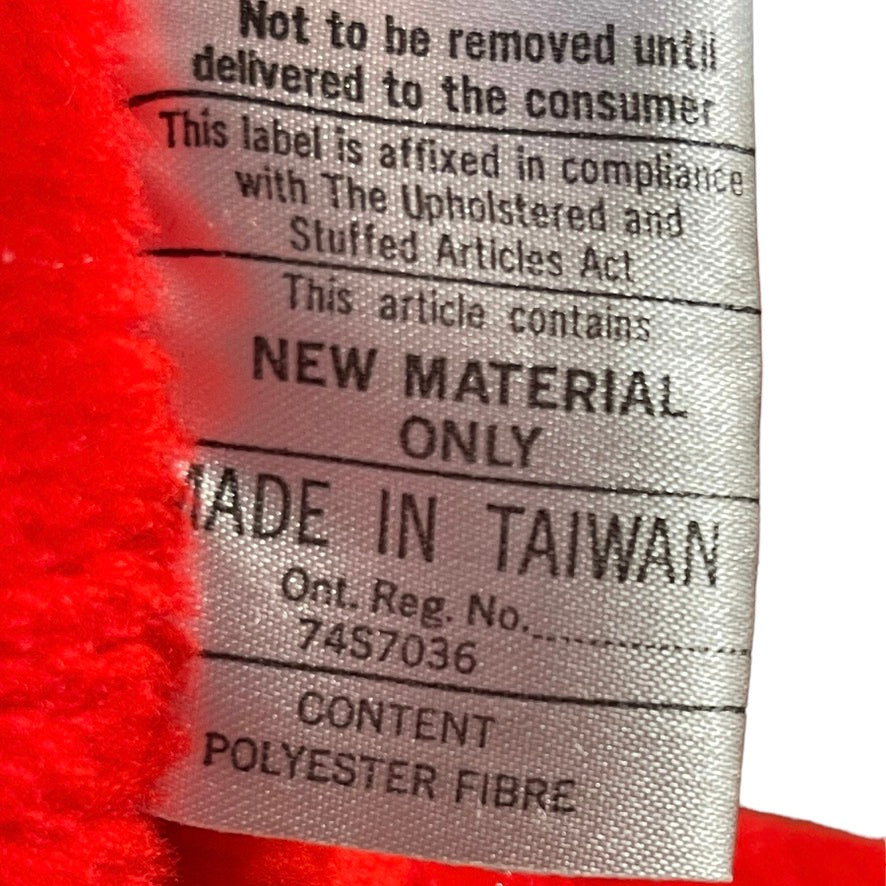 Not to be removed until
delivered to the consumer
This label is affixed in compliance
with The Upholstered and
Stuffed Articles Act
This article contains
NEW MATERIAL
ONLY
MADE IN TAIWAN
Ont. Reg. No..................
74S7036
CONTENT
POLYESTER FIBRE